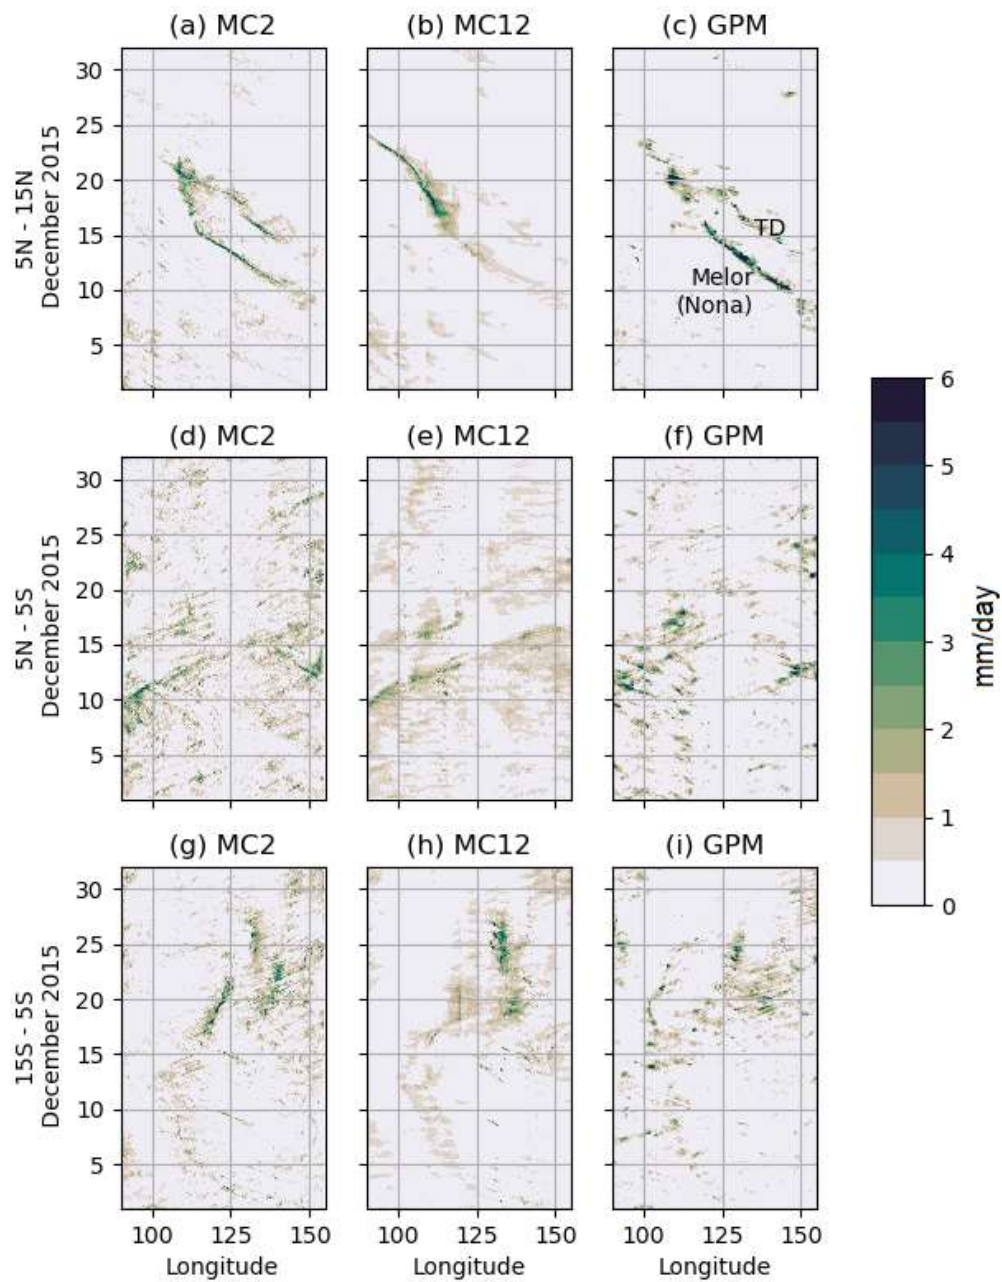 (a) MC2
(b) MC12
(c) GPM
5N - 15N
December 2015
30
25
20
15
10
5
TD
Melor
(Nona)
(d) MC2
(e) MC12
(f) GPM
5N - 5S
December 2015
30
25
20
15
10
5
(g) MC2
(h) MC12
(i) GPM
15S - 5S
December 2015
30
25
20
15
10
5
100 125 150
100 125 150
100 125 150
Longitude
Longitude
Longitude
6
5
4
3
2
1
0
mm/day